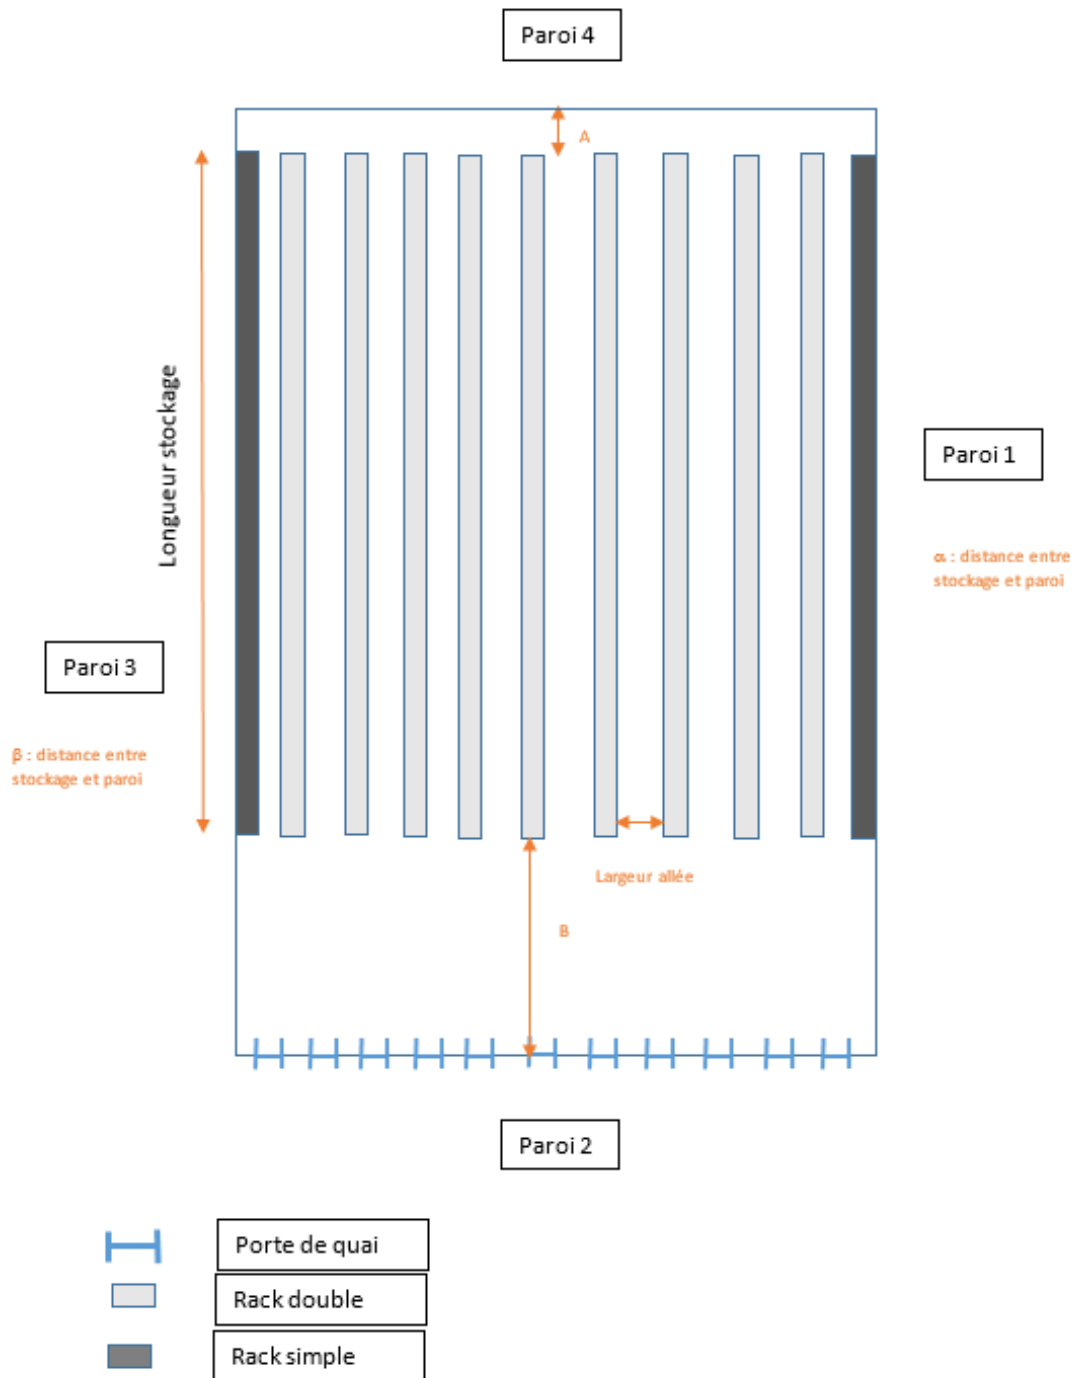 Paroi 4
A
Longueur stockage
Paroi 1
α : distance entre
stockage et paroi
Paroi 3
β : distance entre
stockage et paroi
Largeur allée
B
Paroi 2
Porte de quai
Rack double
Rack simple